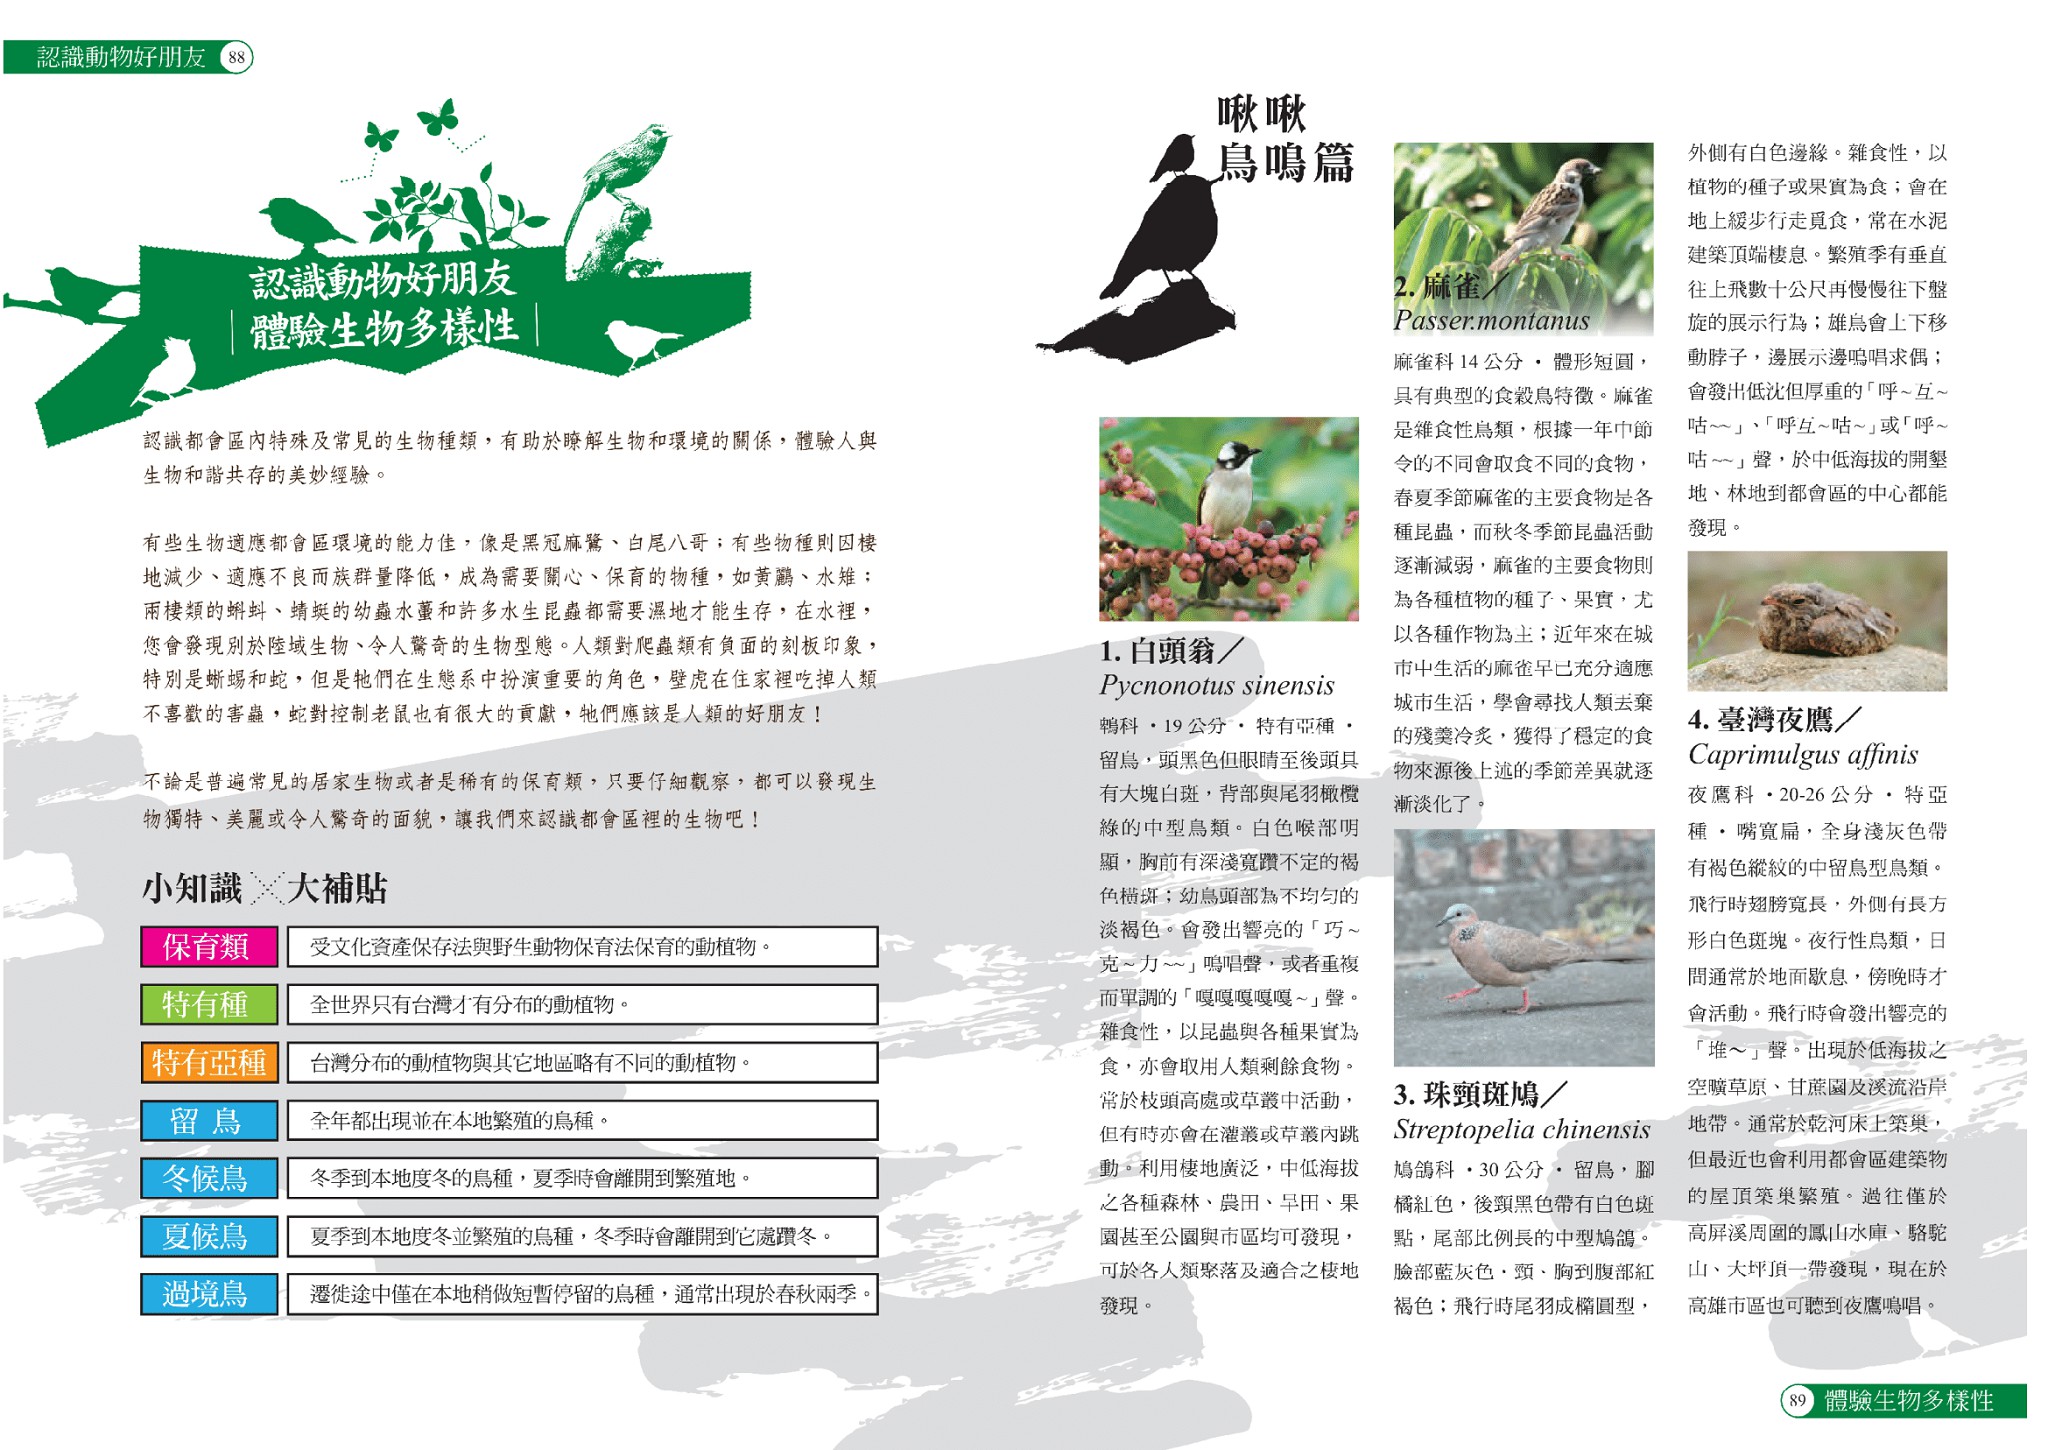 認識動物好朋友 88
認識動物好朋友
體驗生物多樣性
認識都會區內特殊及常見的生物種類，有助於瞭解生物和環境的關係，體驗人與
生物和諧共存的美妙經驗。
有些生物適應都會區環境的能力佳，像是黑冠麻鷺、白尾八哥；有些物種則因棲
地減少、適應不良而族群量降低，成為需要關心、保育的物種，如黃鸝、水雉；
兩棲類的蝌蚪、蜻蜓的幼蟲水蠆和許多水生昆蟲都需要濕地才能生存，在水裡，
您會發現別於陸域生物、令人驚奇的生物型態。人類對爬蟲類有負面的刻板印象，
特別是蜥蜴和蛇，但是牠們在生態系中扮演重要的角色，壁虎在住家裡吃掉人類
不喜歡的害蟲，蛇對控制老鼠也有很大的貢獻，牠們應該是人類的好朋友！
不論是普遍常見的居家生物或者是稀有的保育類，只要仔細觀察，都可以發現生
物獨特、美麗或令人驚奇的面貌，讓我們來認識都會區裡的生物吧！
小知識 大補貼
保育類 受文化資產保存法與野生動物保育法保育的動植物。
特有種 全世界只有台灣才有分布的動植物。
特有亞種 台灣分布的動植物與其它地區略有不同的動植物。
留 鳥 全年都出現並在本地繁殖的鳥種。
冬候鳥 冬季到本地度冬的鳥種，夏季時會離開到繁殖地。
夏候鳥 夏季到本地度冬並繁殖的鳥種，冬季時會離開到它處躓冬。
過境鳥 遷徙途中僅在本地稍做短暫停留的鳥種，通常出現於春秋兩季。
啾啾
鳥鳴篇
1. 白頭翁／
Pycnonotus sinensis
鵯科・19 公分・ 特有亞種・
留鳥，頭黑色但眼睛至後頭具
有大塊白斑，背部與尾羽橄欖
綠的中型鳥類。白色喉部明
顯，胸前有深淺寬躓不定的褐
色橫斑；幼鳥頭部為不均勻的
淡褐色。會發出響亮的「巧～
克～力～～」鳴唱聲，或者重複
而單調的「嘎嘎嘎嘎嘎～」聲。
雜食性，以昆蟲與各種果實為
食，亦會取用人類剩餘食物。
常於枝頭高處或草叢中活動，
但有時亦會在灌叢或草叢內跳
動。利用棲地廣泛，中低海拔
之各種森林、農田、旱田、果
園甚至公園與市區均可發現，
可於各人類聚落及適合之棲地
發現。
2. 麻雀／
Passer.montanus
麻雀科 14 公分・ 體形短圓，
具有典型的食穀鳥特徵。麻雀
是雜食性鳥類，根據一年中節
令的不同會取食不同的食物，
春夏季節麻雀的主要食物是各
種昆蟲，而秋冬季節昆蟲活動
逐漸減弱，麻雀的主要食物則
為各種植物的種子、果實，尤
以各種作物為主；近年來在城
市中生活的麻雀早已充分適應
城市生活，學會尋找人類丟棄
的殘羹冷炙，獲得了穩定的食
物來源後上述的季節差異就逐
漸淡化了。
3. 珠頸斑鳩／
Streptopelia chinensis
鳩鴿科・30 公分・ 留鳥，腳
橘紅色，後頸黑色帶有白色斑
點，尾部比例長的中型鳩鴿。
臉部藍灰色，頸、胸到腹部紅
褐色；飛行時尾羽成橢圓型，
外側有白色邊緣。雜食性，以
植物的種子或果實為食；會在
地上緩步行走覓食，常在水泥
建築頂端棲息。繁殖季有垂直
往上飛數十公尺再慢慢往下盤
旋的展示行為；雄鳥會上下移
動脖子，邊展示邊鳴唱求偶；
會發出低沈但厚重的「呼～互～
咕～～」、「呼互～咕～」或「呼～
咕～～」聲，於中低海拔的開墾
地、林地到都會區的中心都能
發現。
4. 臺灣夜鷹／
Caprimulgus affinis
夜鷹科・20-26 公分・ 特亞
種・ 嘴寬扁，全身淺灰色帶
有褐色縱紋的中留鳥型鳥類。
飛行時翅膀寬長，外側有長方
形白色斑塊。夜行性鳥類，日
間通常於地面歇息，傍晚時才
會活動。飛行時會發出響亮的
「堆～」聲。出現於低海拔之
空曠草原、甘蔗園及溪流沿岸
地帶。通常於乾河床上築巢，
但最近也會利用都會區建築物
的屋頂築巢繁殖。過往僅於
高屏溪周圍的鳳山水庫、駱駝
山、大坪頂一帶發現，現在於
高雄市區也可聽到夜鷹鳴唱。
89 體驗生物多樣性